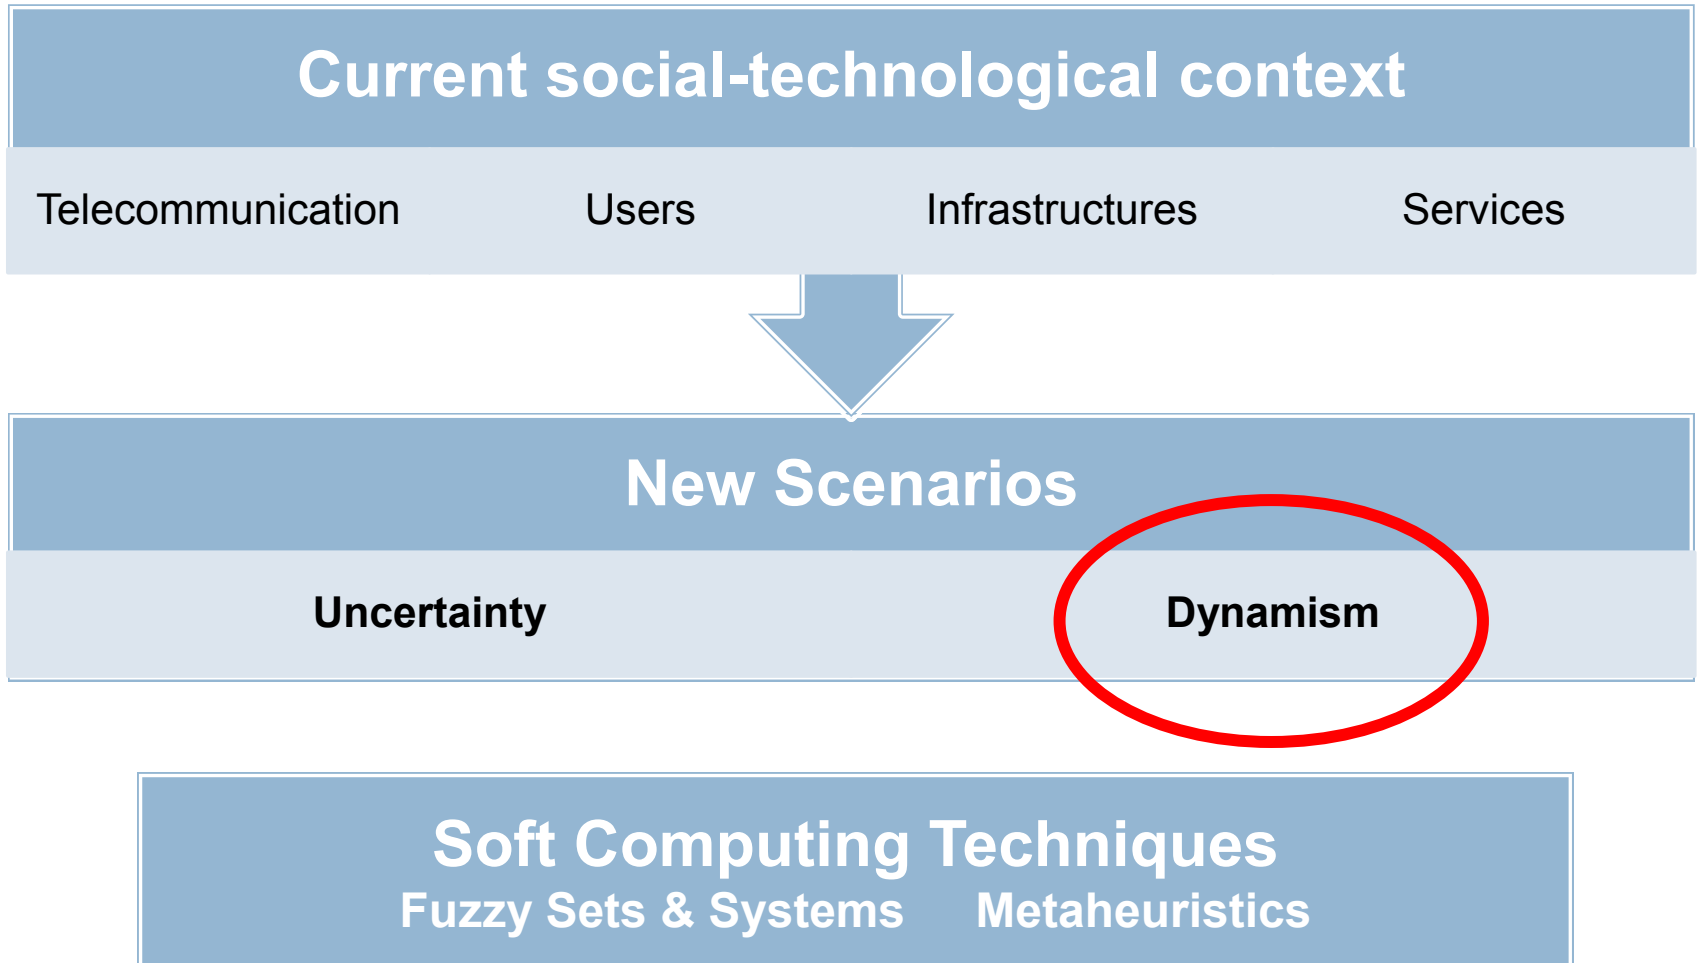 Current social-technological context
Telecommunication Users Infrastructures Services
New Scenarios
Uncertainty Dynamism
Soft Computing Techniques
Fuzzy Sets & Systems Metaheuristics